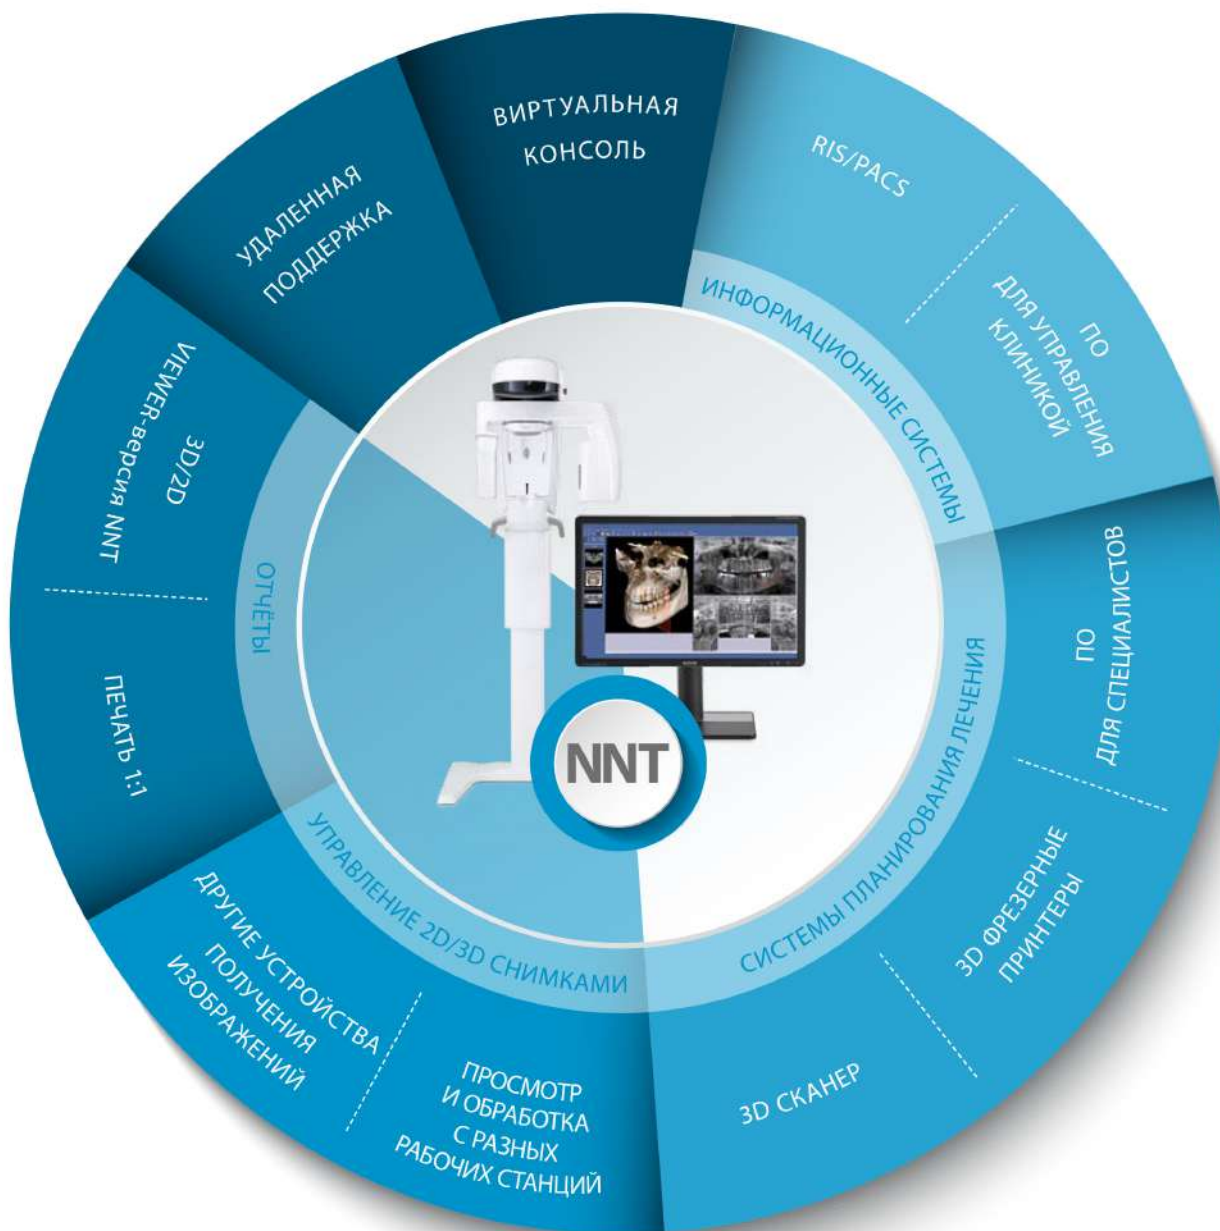 ВИРТУАЛЬНАЯ
КОНСОЛЬ
RIS/PACS
ПО
ДЛЯ УПРАВЛЕНИЯ
КЛИНИКОЙ
ИНФОРМАЦИОННЫЕ СИСТЕМЫ
ПО
ДЛЯ СПЕЦИАЛИСТОВ
3D ФРЕЗЕРНЫЕ
ПРИНТЕРЫ
3D СКАНЕР
СИСТЕМЫ ПЛАНИРОВАНИЯ ЛЕЧЕНИЯ
ПРОСМОТР
И ОБРАБОТКА
С РАЗНЫХ
РАБОЧИХ СТАНЦИЙ
ДРУГИЕ УСТРОЙСТВА
ПОЛУЧЕНИЯ
ИЗОБРАЖЕНИЙ
УПРАВЛЕНИЕ 2D/3D СНИМКАМИ
ПЕЧАТЬ 1:1
3D/2D
VIEWER-версия NNT
ОТЧЁТЫ
УДАЛЕННАЯ
ПОДДЕРЖКА
NNT